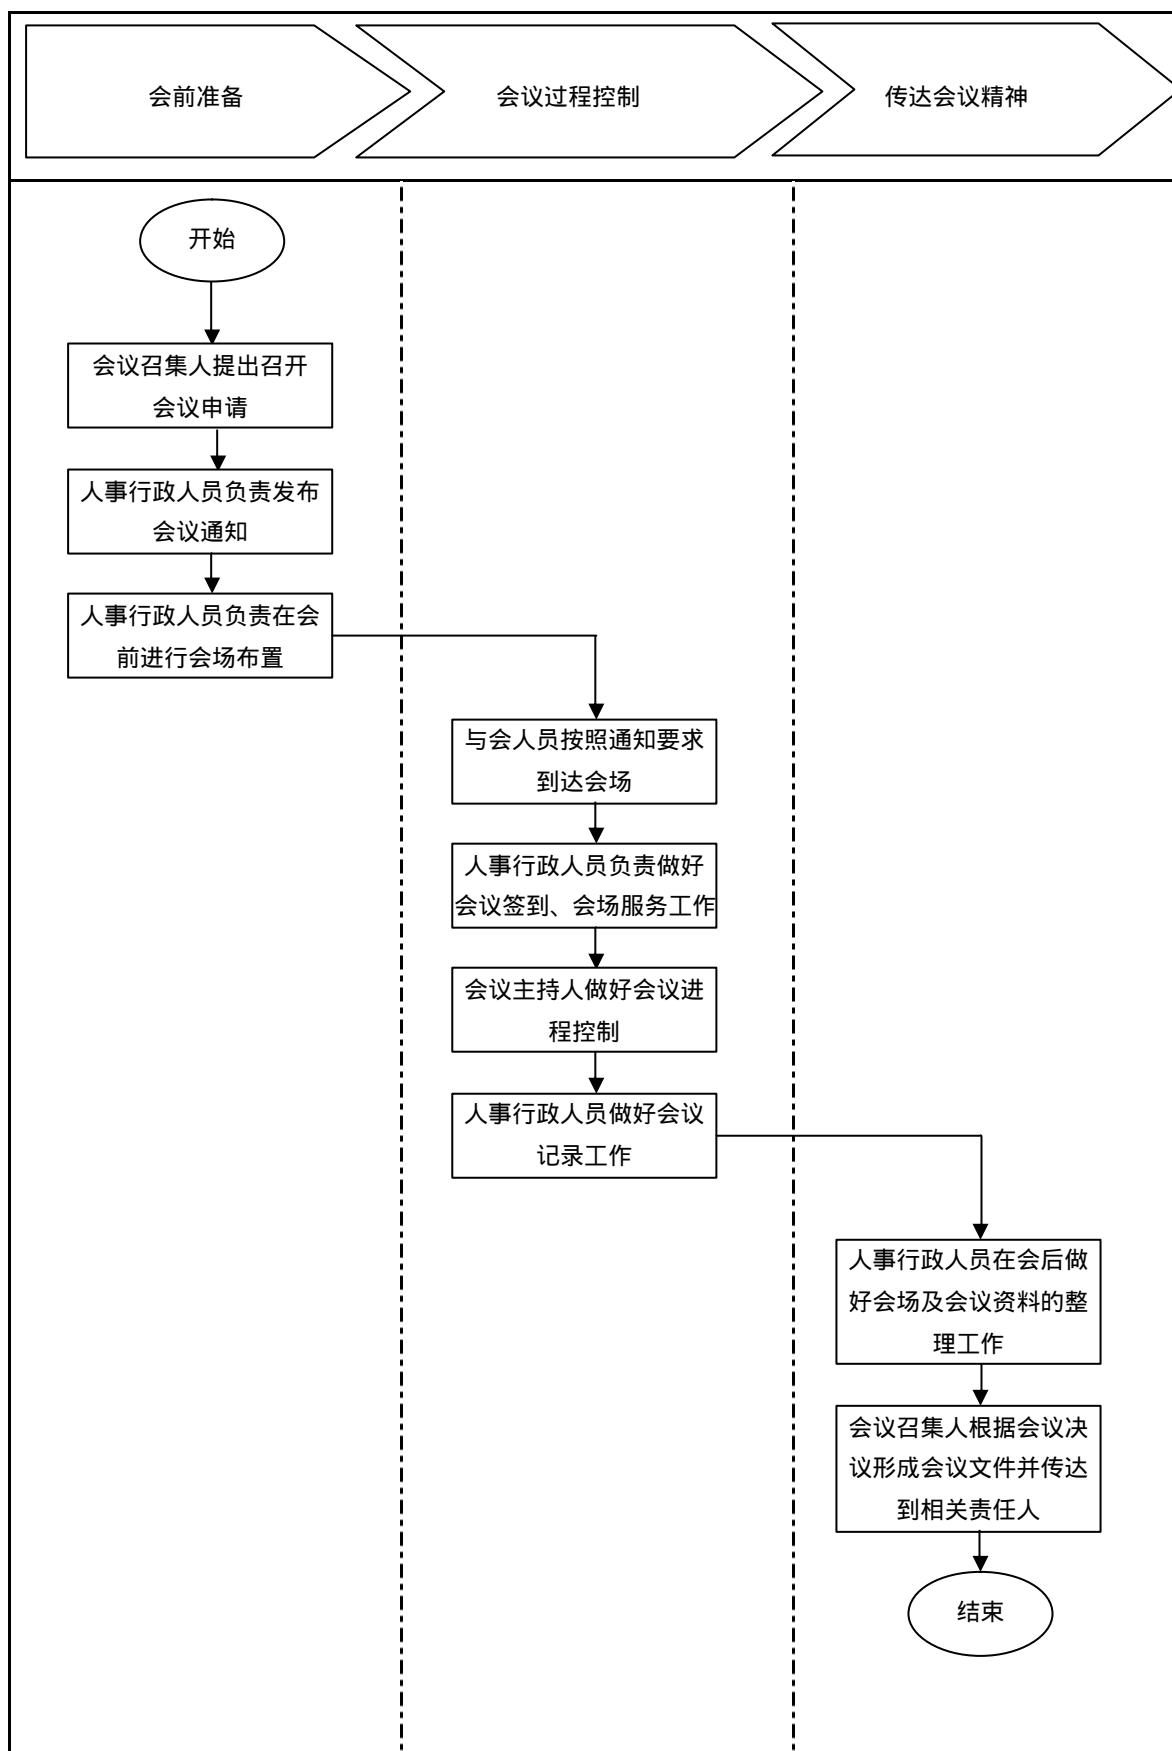 会前准备
会议过程控制
传达会议精神
开始
会议召集人提出召开
会议申请
人事行政人员负责发布
会议通知
人事行政人员负责在会
前进行会场布置
与会人员按照通知要求
到达会场
人事行政人员负责做好
会议签到、会场服务工作
会议主持人做好会议进
程控制
人事行政人员做好会议
记录工作
人事行政人员在会后做
好会场及会议资料的整
理工作
会议召集人根据会议决
议形成会议文件并传达
到相关责任人
结束